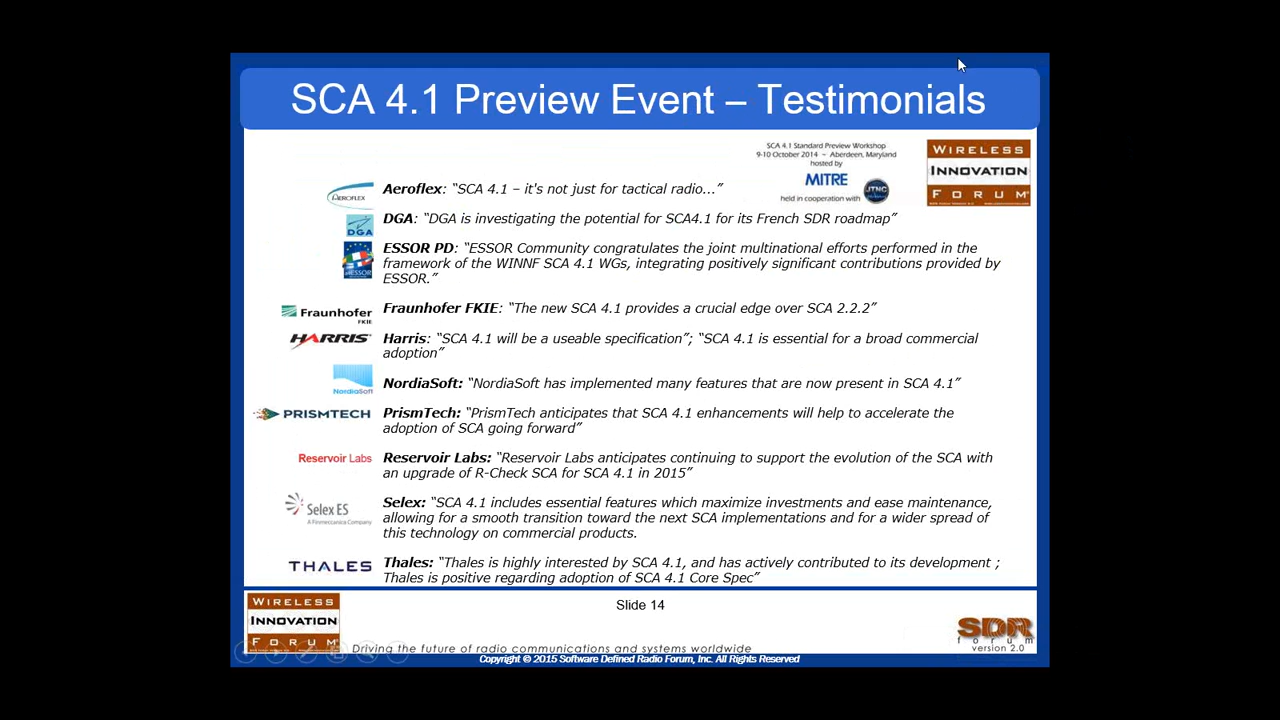 SCA 4.1 Preview Event – Testimonials
SCA 4.1 Standard Preview Workshop
9-10 October 2014 ~ Aberdeen, Maryland
hosted by
MITRE
held in cooperation with
JTNC
WIRELESS
INNOVATION
FORUM
AEROFLEX
Aeroflex: “SCA 4.1 – it's not just for tactical radio...”
DGA
DGA: “DGA is investigating the potential for SCA4.1 for its French SDR roadmap”
ESSOR
ESSOR PD: “ESSOR Community congratulates the joint multinational efforts performed in the
framework of the WINNF SCA 4.1 WGs, integrating positively significant contributions provided by
ESSOR.”
Fraunhofer
FKIE
Fraunhofer FKIE: “The new SCA 4.1 provides a crucial edge over SCA 2.2.2”
HARRIS
Harris: “SCA 4.1 will be a useable specification”; “SCA 4.1 is essential for a broad commercial
adoption”
NordiaSoft
NordiaSoft: “NordiaSoft has implemented many features that are now present in SCA 4.1”
PRISMTECH
PrismTech: “PrismTech anticipates that SCA 4.1 enhancements will help to accelerate the
adoption of SCA going forward”
Reservoir Labs
Reservoir Labs: “Reservoir Labs anticipates continuing to support the evolution of the SCA with
an upgrade of R-Check SCA for SCA 4.1 in 2015”
Selex ES
A Finmeccanica Company
Selex: “SCA 4.1 includes essential features which maximize investments and ease maintenance,
allowing for a smooth transition toward the next SCA implementations and for a wider spread of
this technology on commercial products.
THALES
Thales: “Thales is highly interested by SCA 4.1, and has actively contributed to its development ;
Thales is positive regarding adoption of SCA 4.1 Core Spec”
WIRELESS
INNOVATION
FORUM
Slide 14
Driving the future of radio communications and systems worldwide
Copyright © 2015 Software Defined Radio Forum, Inc. All Rights Reserved
SDR
forum
version 2.0